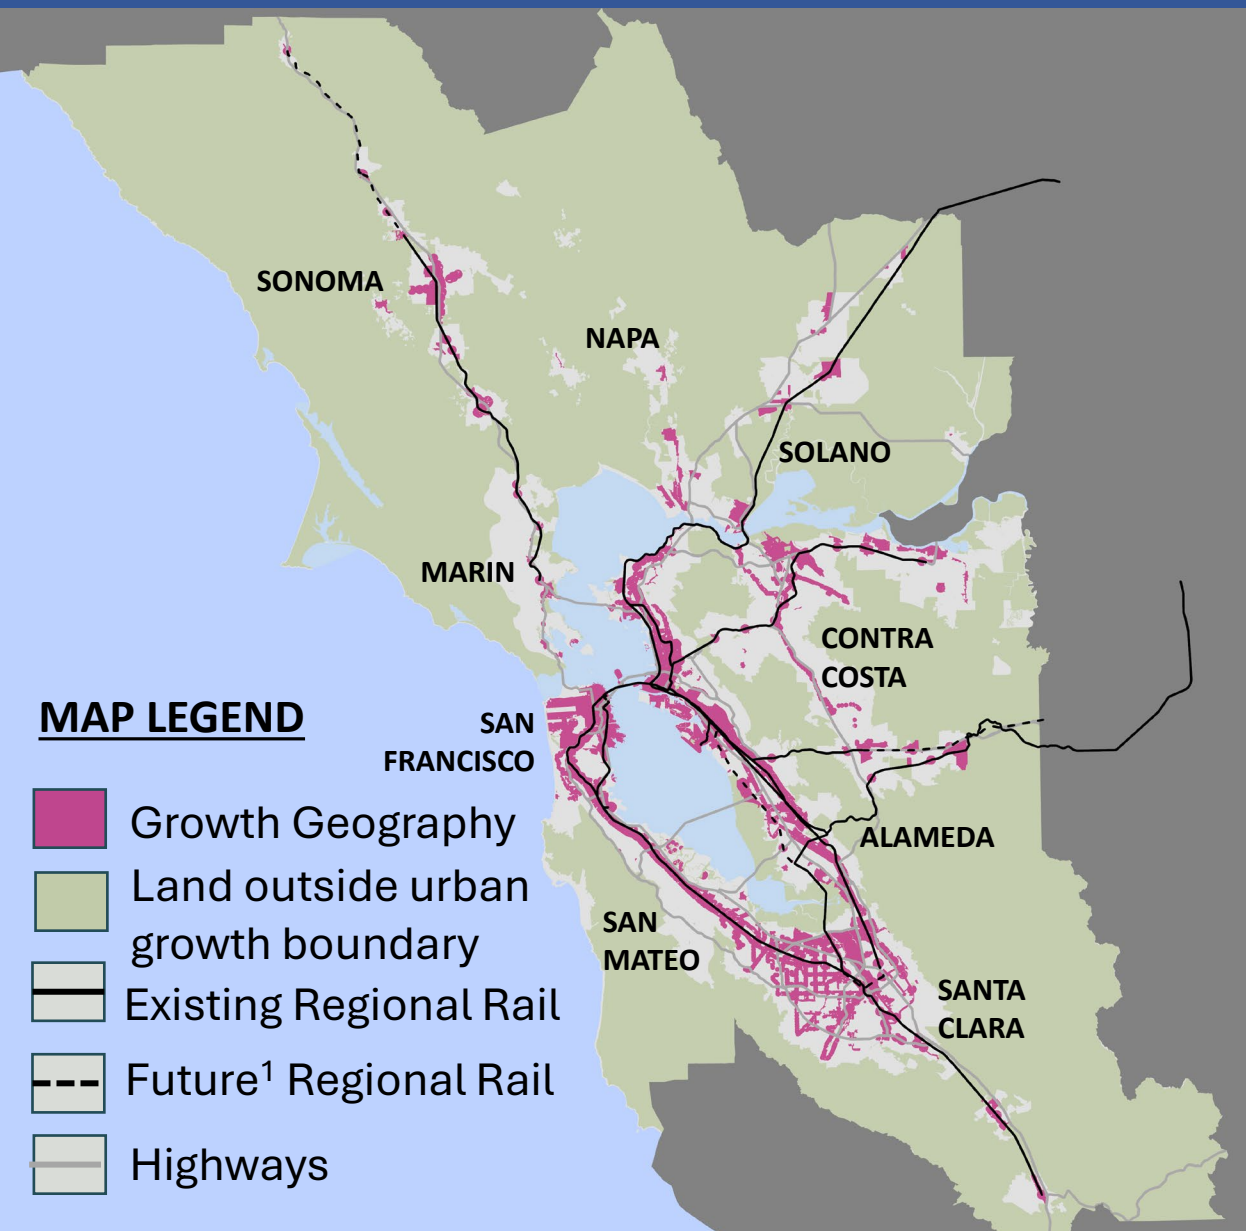 SONOMA
NAPA
SOLANO
MARIN
CONTRA
COSTA
SAN
FRANCISCO
ALAMEDA
SAN
MATEO
SANTA
CLARA
MAP LEGEND
Growth Geography
Land outside urban
growth boundary
Existing Regional Rail
Future¹ Regional Rail
Highways